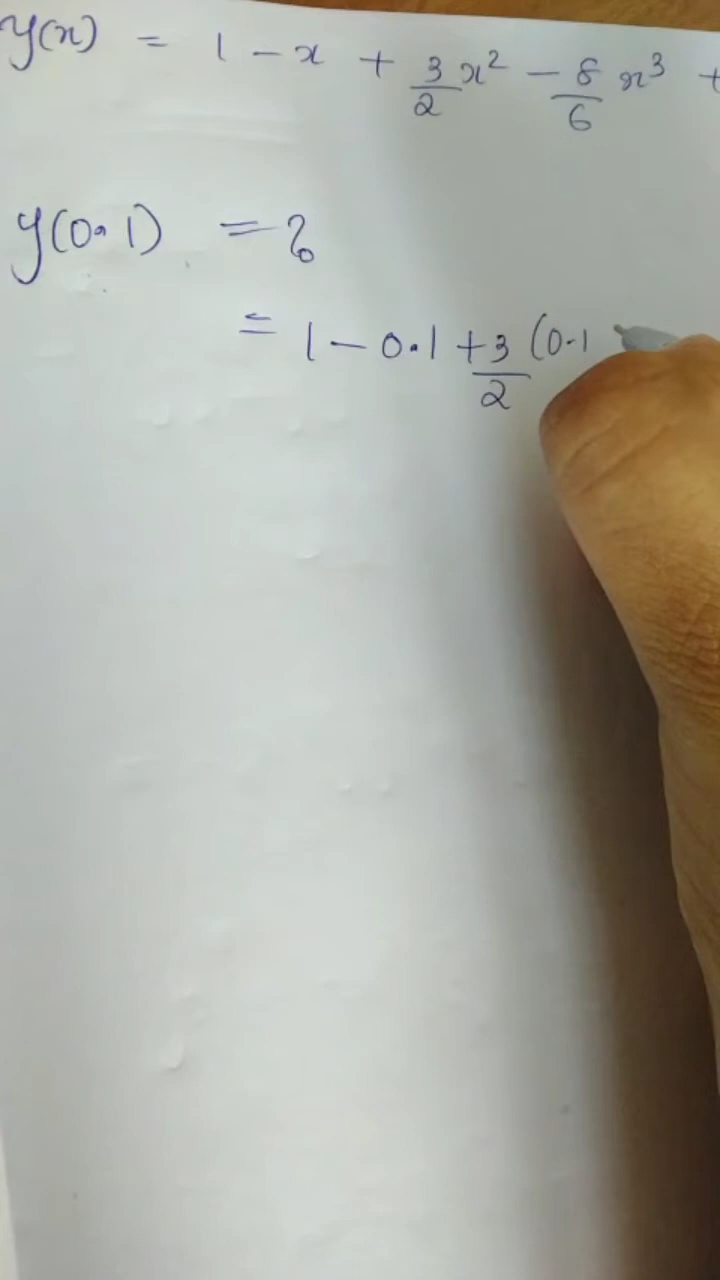 y(x) = 1 - x + 3/2 x² - 8/6 x³ +
y(0.1) = ?
= 1 - 0.1 + 3/2 (0.1